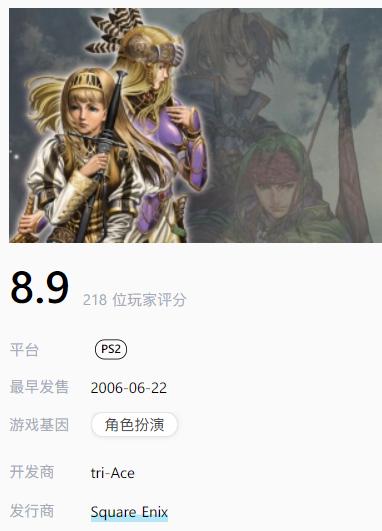 8.9 218 位玩家评分
平台 PS2
最早发售 2006-06-22
游戏基因 角色扮演
开发商 tri-Ace
发行商 Square Enix